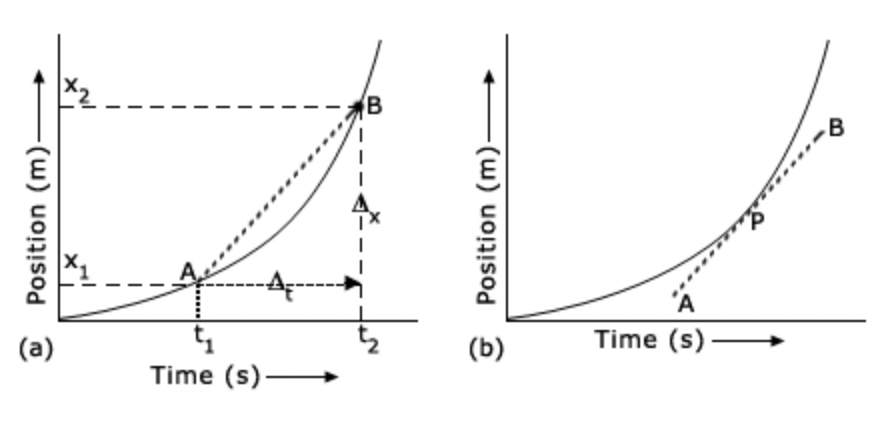 x2
B
Δx
x1
A
Δt
t1
t2
Position (m)
Time (s)
(a)
B
P
A
Position (m)
Time (s)
(b)